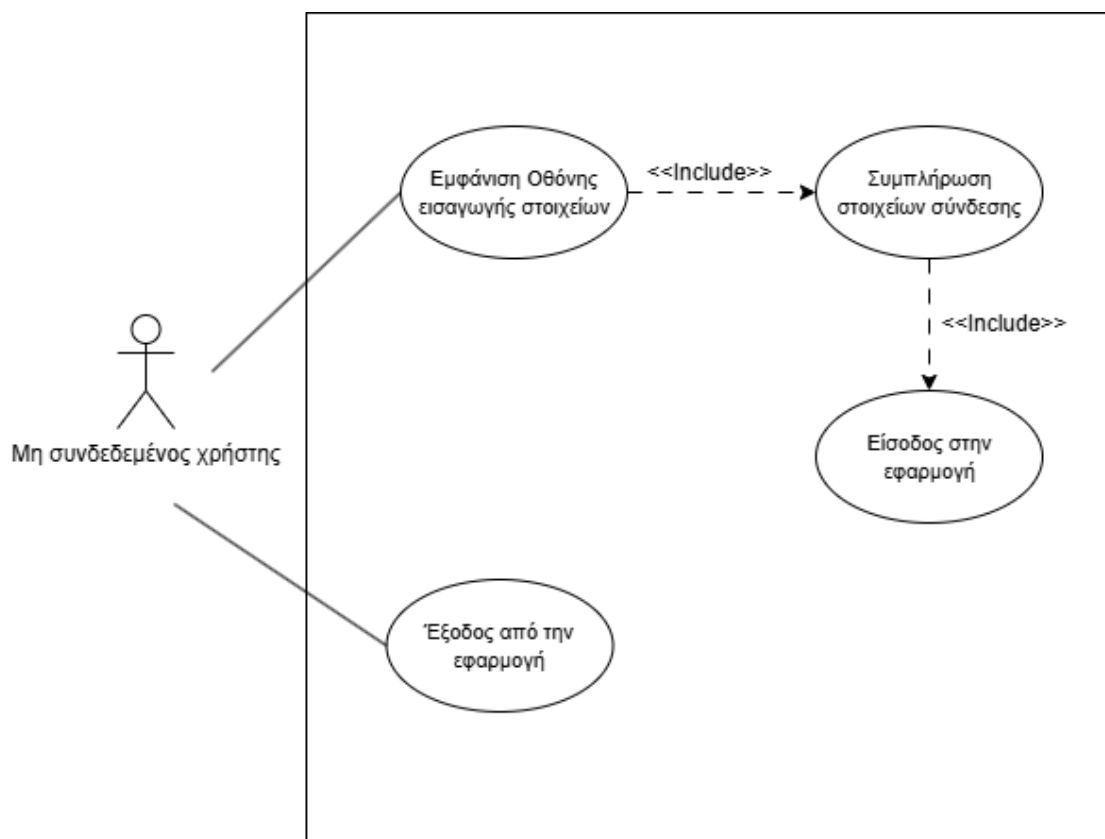 Εμφάνιση Οθόνης
εισαγωγής στοιχείων
<<Include>>
Συμπλήρωση
στοιχείων σύνδεσης
<<Include>>
Είσοδος στην
εφαρμογή
Μη συνδεδεμένος χρήστης
Έξοδος από την
εφαρμογή